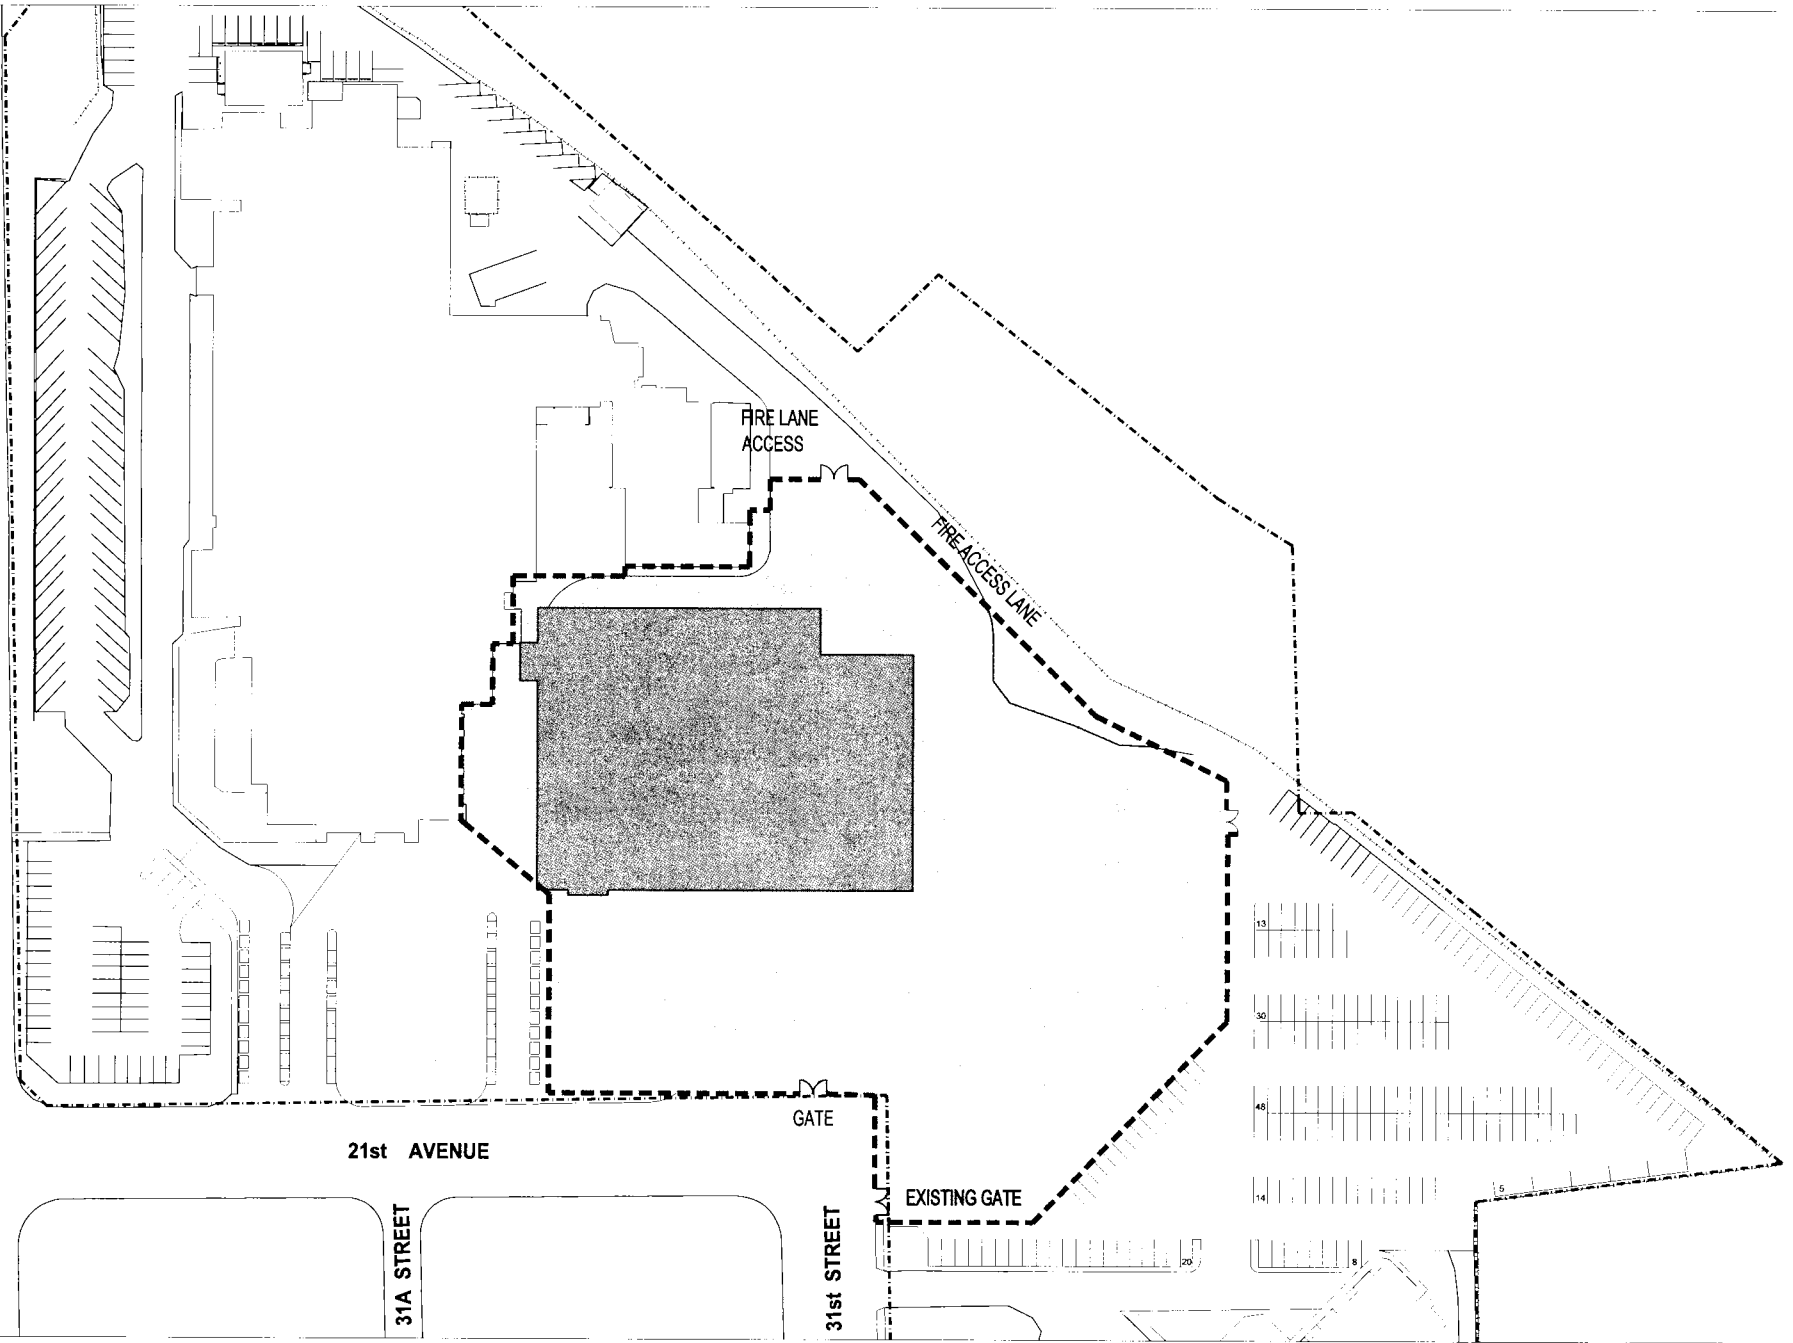 FIRE LANE
ACCESS
FIRE ACCESS LANE
13
30
48
14
5
GATE
21st AVENUE
EXISTING GATE
31A STREET
31st STREET
20
8